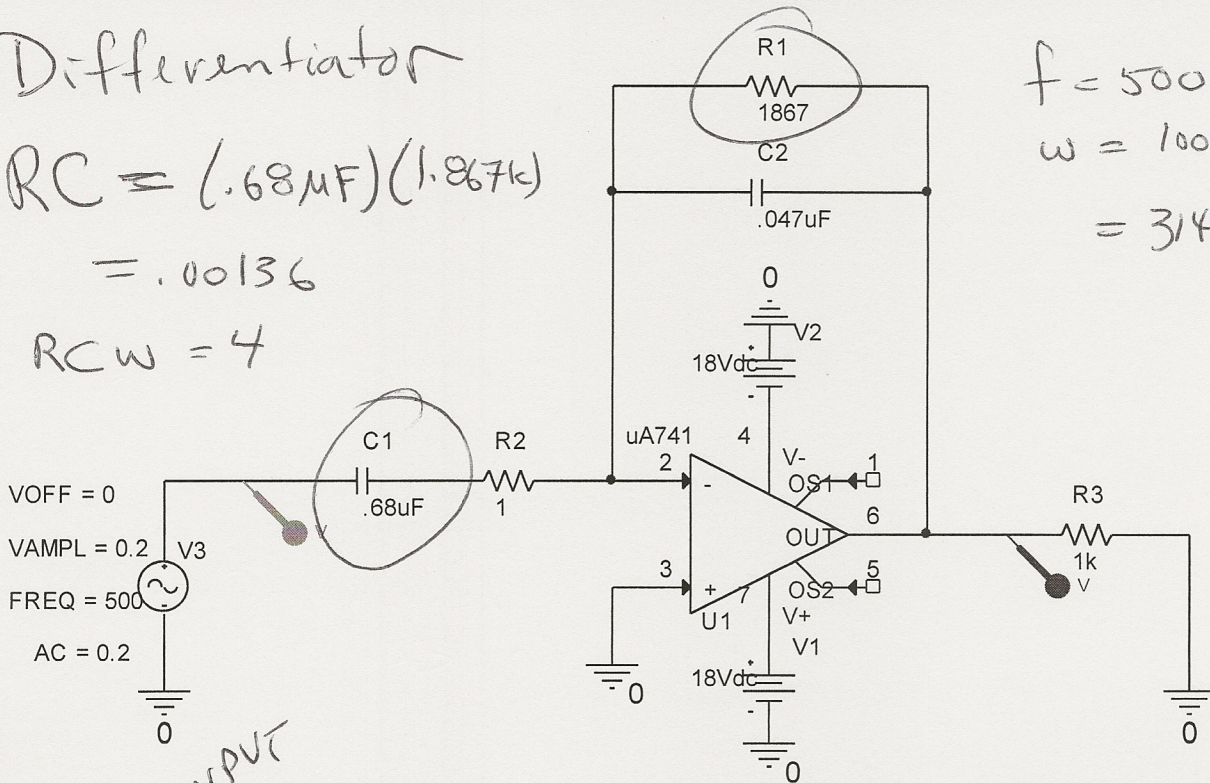 Differentiator
RC = (.68µF)(1.867k)
= .00136
RCω = 4
f = 500
ω = 100
= 314
R1
1867
C2
.047uF
0
V2
18Vdc
uA741
4
2
V-
1
-
OS1
6
OUT
3
+
7
OS2
5
U1
V+
V1
18Vdc
0
0
C1
.68uF
R2
1
VOFF = 0
VAMPL = 0.2
V3
FREQ = 500
AC = 0.2
0
V
R3
1k
V
0